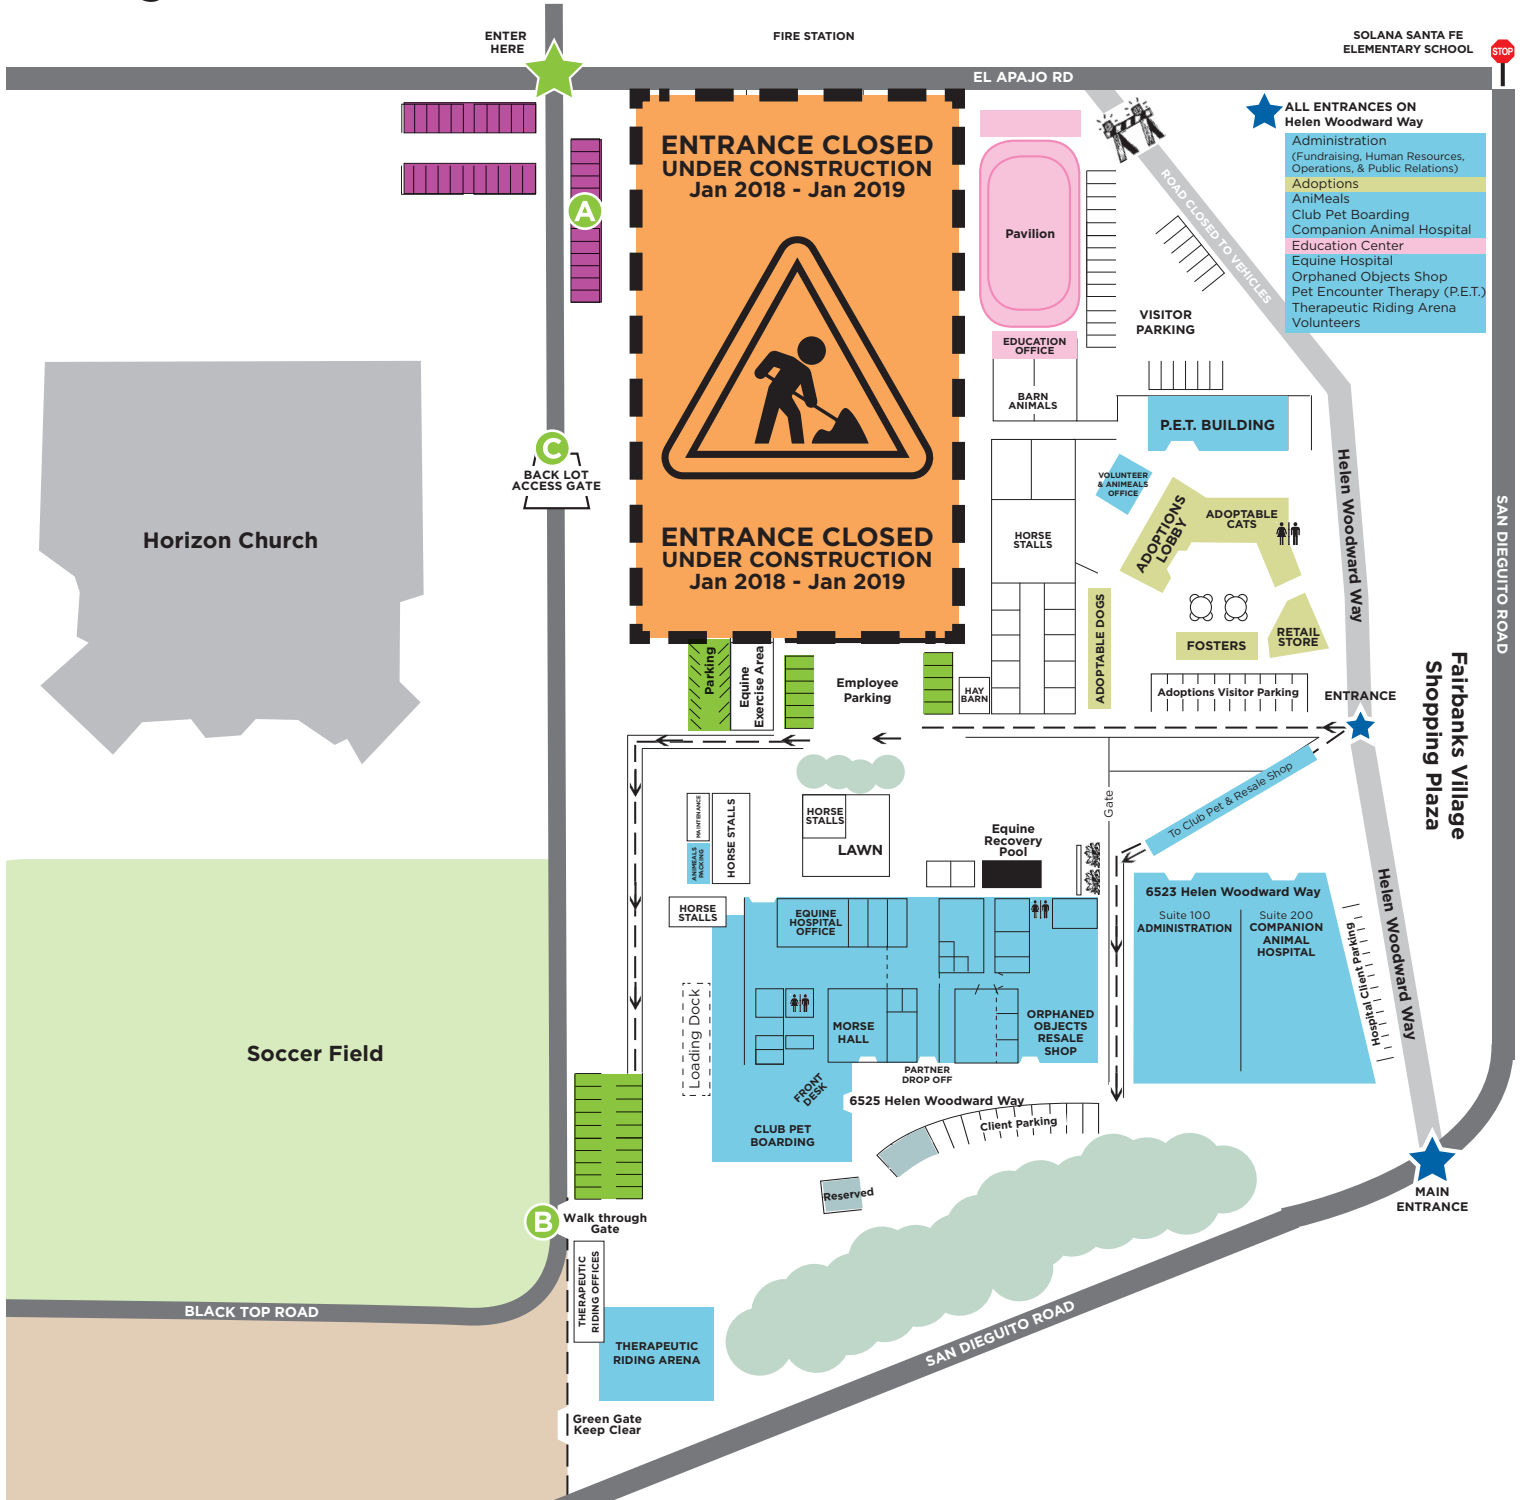 ENTER
HERE
FIRE STATION
SOLANA SANTA FE
ELEMENTARY SCHOOL
STOP
EL APAJO RD
ALL ENTRANCES ON
Helen Woodward Way
Administration
(Fundraising, Human Resources,
Operations, & Public Relations)
Adoptions
AniMeals
Club Pet Boarding
Companion Animal Hospital
Education Center
Equine Hospital
Orphaned Objects Shop
Pet Encounter Therapy (P.E.T.)
Therapeutic Riding Arena
Volunteers
ENTRANCE CLOSED
UNDER CONSTRUCTION
Jan 2018 - Jan 2019
A
Pavilion
ROAD CLOSED TO VEHICLES
VISITOR
PARKING
EDUCATION
OFFICE
BARN
ANIMALS
P.E.T. BUILDING
C
BACK LOT
ACCESS GATE
VOLUNTEER
& ANIMEALS
OFFICE
Helen Woodward Way
SAN DIEGUITO ROAD
Horizon Church
ENTRANCE CLOSED
UNDER CONSTRUCTION
Jan 2018 - Jan 2019
HORSE
STALLS
ADOPTIONS
LOBBY
ADOPTABLE
CATS
ADOPTABLE DOGS
FOSTERS
RETAIL
STORE
Parking
Equine
Exercise Area
Employee
Parking
HAY
BARN
Adoptions Visitor Parking
ENTRANCE
Fairbanks Village
Shopping Plaza
To Club Pet & Resale Shop
Gate
MAINTENANCE
ANIMEALS
PACKING
HORSE STALLS
HORSE
STALLS
LAWN
Equine
Recovery
Pool
HORSE
STALLS
EQUINE
HOSPITAL
OFFICE
6523 Helen Woodward Way
Suite 100
ADMINISTRATION
Suite 200
COMPANION
ANIMAL
HOSPITAL
Hospital Client Parking
Helen Woodward Way
Soccer Field
Loading Dock
MORSE
HALL
ORPHANED
OBJECTS
RESALE
SHOP
PARTNER
DROP OFF
FRONT
DESK
6525 Helen Woodward Way
CLUB PET
BOARDING
Client Parking
Reserved
MAIN
ENTRANCE
B
Walk through
Gate
THERAPEUTIC
RIDING OFFICES
BLACK TOP ROAD
THERAPEUTIC
RIDING ARENA
SAN DIEGUITO ROAD
Green Gate
Keep Clear